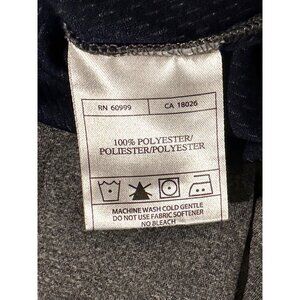 RN 60999 CA 18026
100% POLYESTER/
POLIESTER/POLYESTER
MACHINE WASH COLD GENTLE
DO NOT USE FABRIC SOFTENER
NO BLEACH